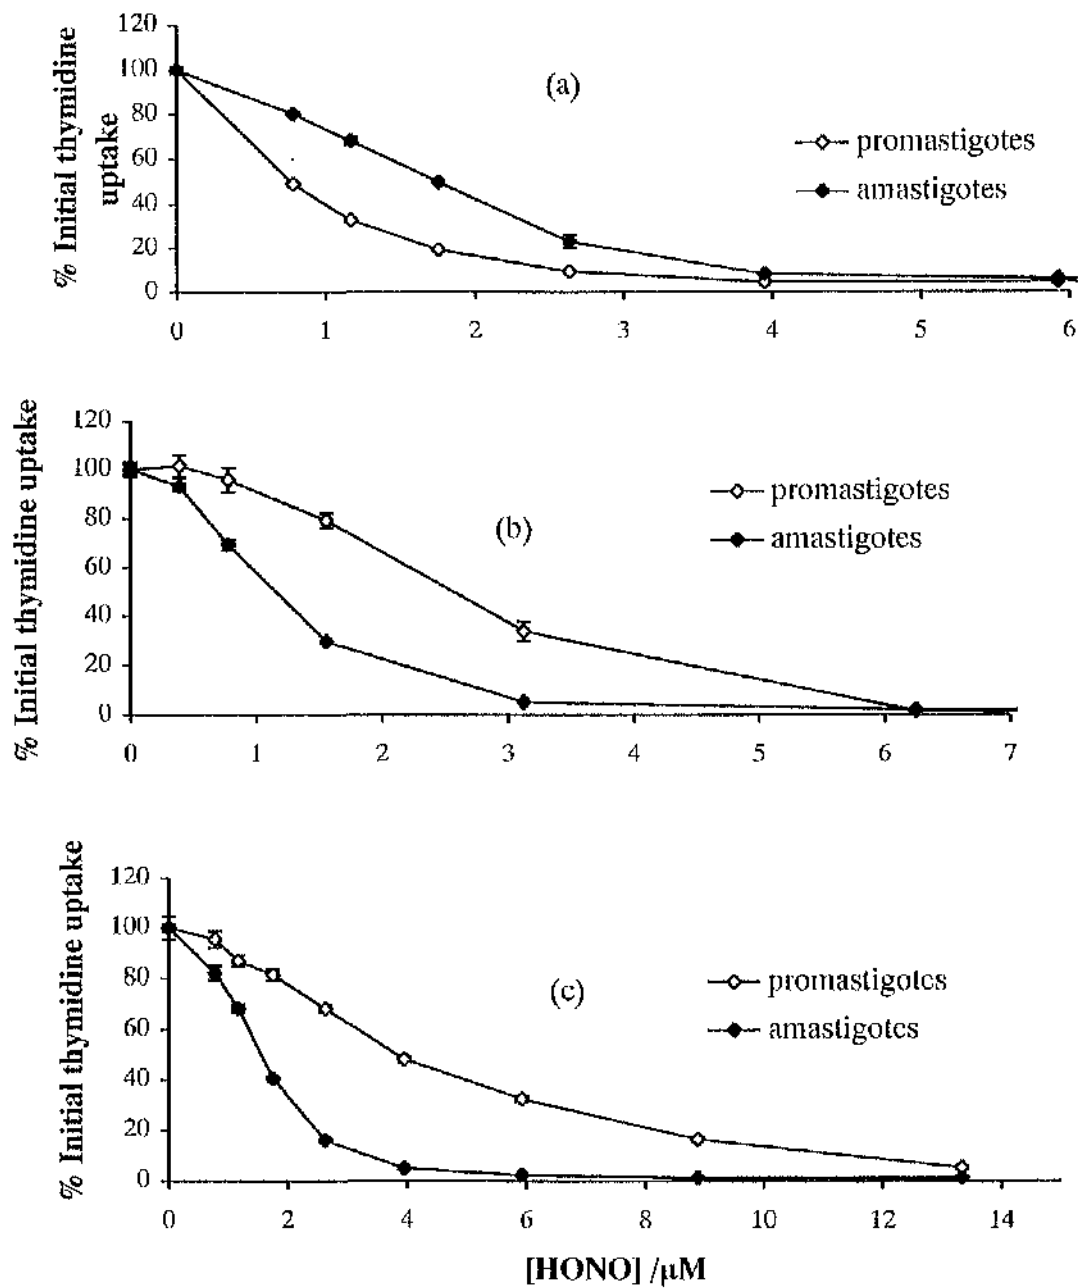 120
100
80
60
40
20
0
% Initial thymidine
uptake
(a)
promastigotes
amastigotes
0 1 2 3 4 5 6
120
100
80
60
40
20
0
% Initial thymidine uptake
(b)
promastigotes
amastigotes
0 1 2 3 4 5 6 7
120
100
80
60
40
20
0
% Initial thymidine uptake
(c)
promastigotes
amastigotes
0 2 4 6 8 10 12 14
[HONO] /μM